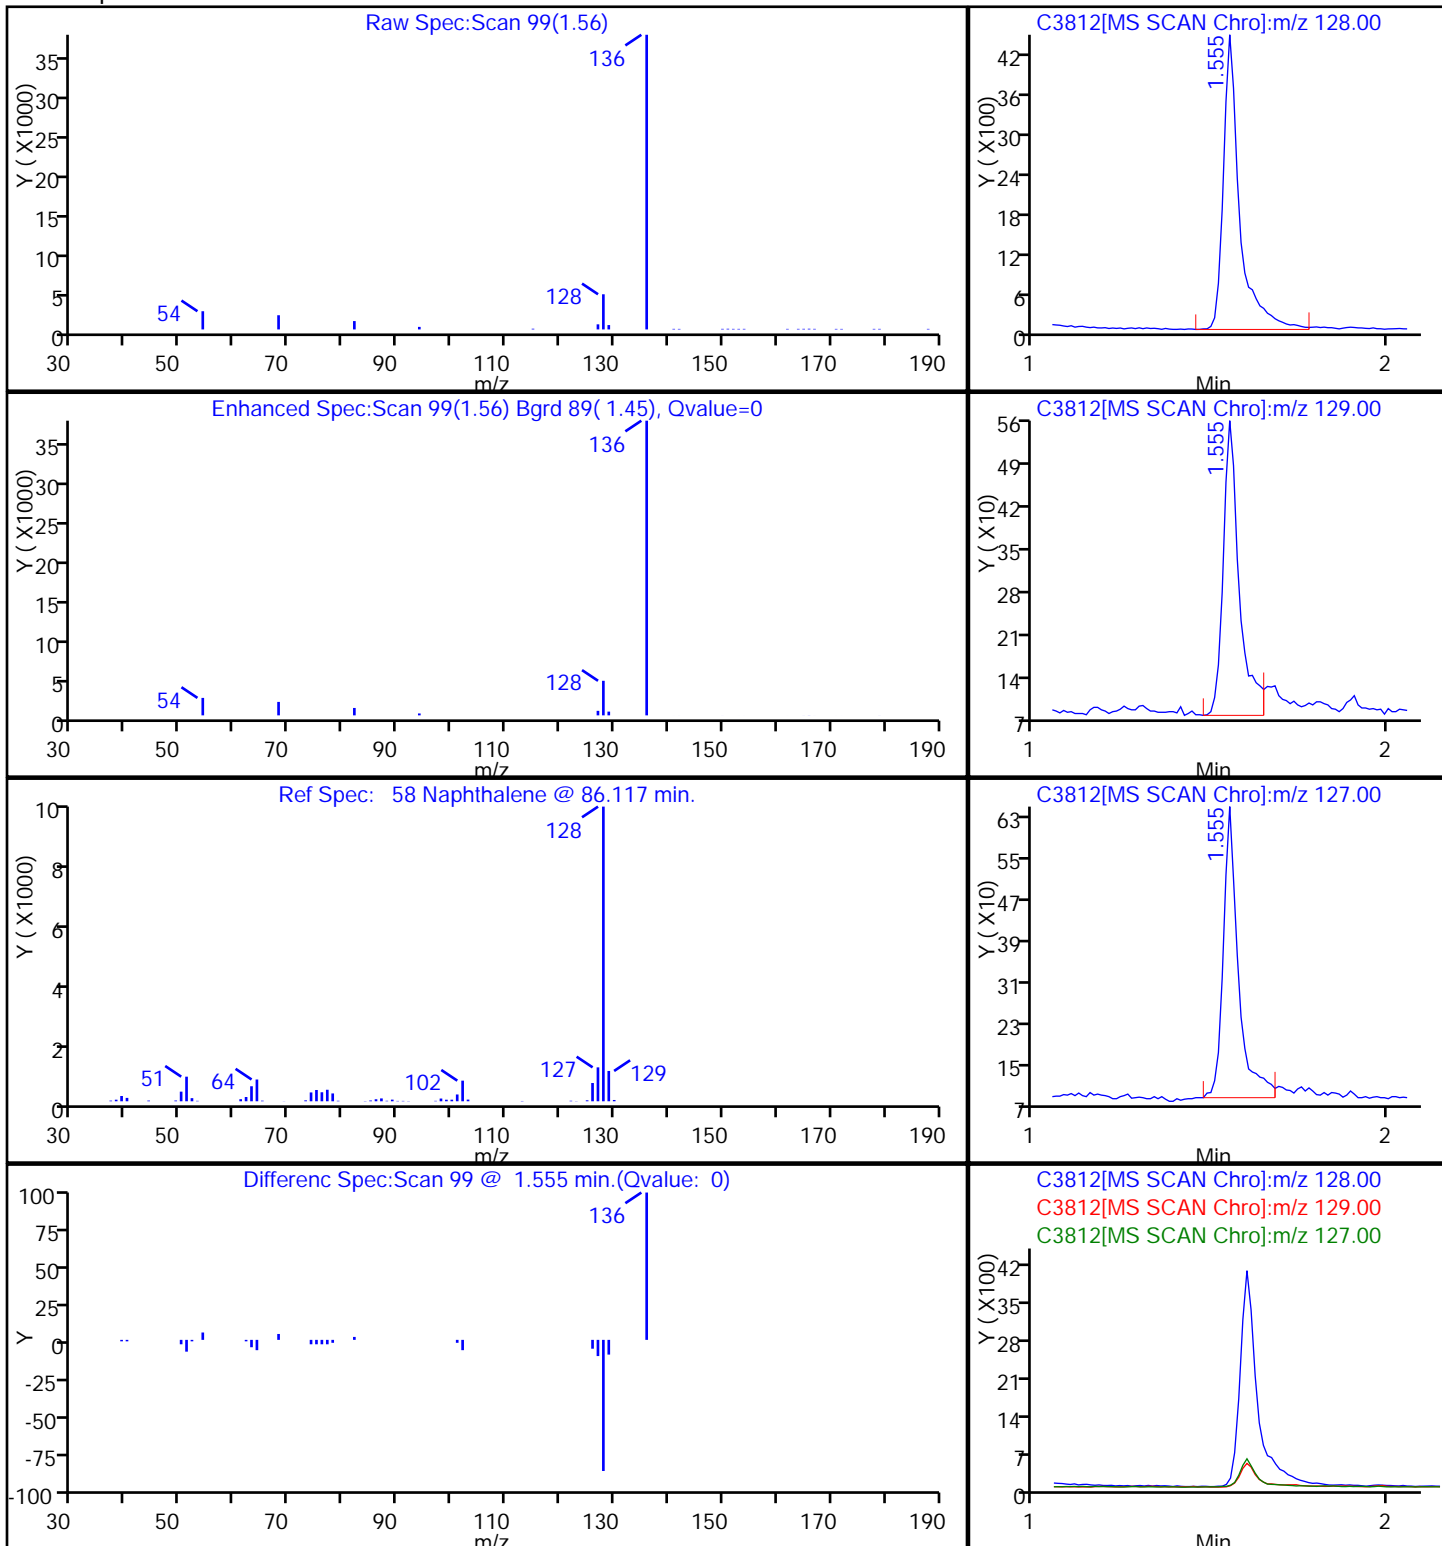 Raw Spec:Scan 99(1.56)
136
128
54
Y ( X1000)
35
30
25
20
15
10
5
0
30 50 70 90 110 130 150 170 190
m/z
C3812[MS SCAN Chro]:m/z 128.00
1.555
Y ( X100)
42
36
30
24
18
12
6
0
1 2
Min
Enhanced Spec:Scan 99(1.56) Bgrd 89( 1.45), Qvalue=0
136
128
54
Y ( X1000)
35
30
25
20
15
10
5
0
30 50 70 90 110 130 150 170 190
m/z
C3812[MS SCAN Chro]:m/z 129.00
1.555
Y ( X10)
56
49
42
35
28
21
14
7
1 2
Min
Ref Spec: 58 Naphthalene @ 86.117 min.
128
51
64
102
127
129
Y ( X1000)
10
8
6
4
2
0
30 50 70 90 110 130 150 170 190
m/z
C3812[MS SCAN Chro]:m/z 127.00
1.555
Y ( X10)
63
55
47
39
31
23
15
7
1 2
Min
Differenc Spec:Scan 99 @ 1.555 min.(Qvalue: 0)
136
Y
100
75
50
25
0
-25
-50
-75
-100
30 50 70 90 110 130 150 170 190
m/z
C3812[MS SCAN Chro]:m/z 128.00
C3812[MS SCAN Chro]:m/z 129.00
C3812[MS SCAN Chro]:m/z 127.00
Y ( X100)
42
35
28
21
14
7
0
1 2
Min